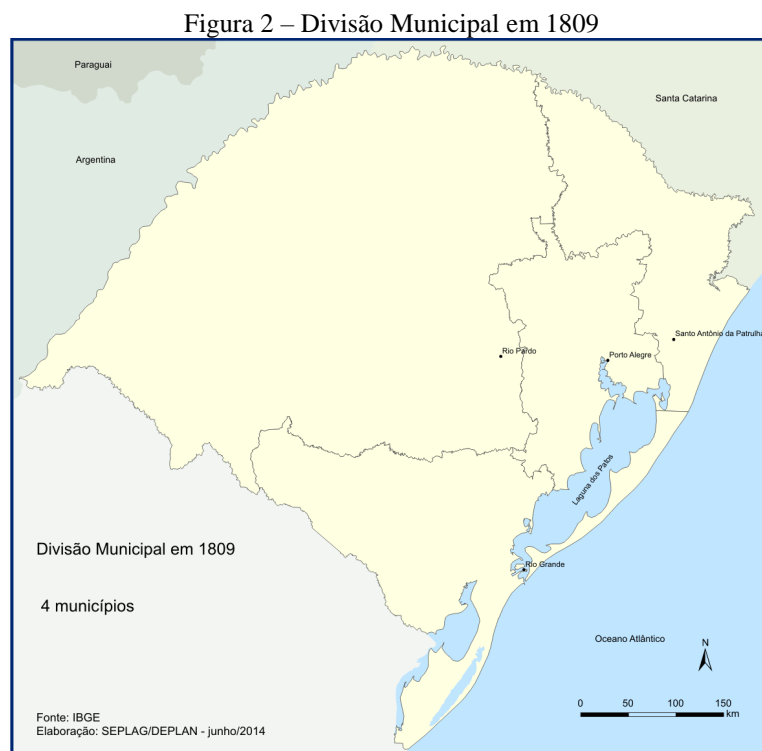 Figura 2 – Divisão Municipal em 1809
Paraguai
Santa Catarina
Argentina
Santo Antônio da Patrulha
Rio Pardo
Porto Alegre
Laguna dos Patos
Divisão Municipal em 1809
Rio Grande
4 municípios
Oceano Atlântico
N
0 50 100 150
km
Fonte: IBGE
Elaboração: SEPLAG/DEPLAN - junho/2014